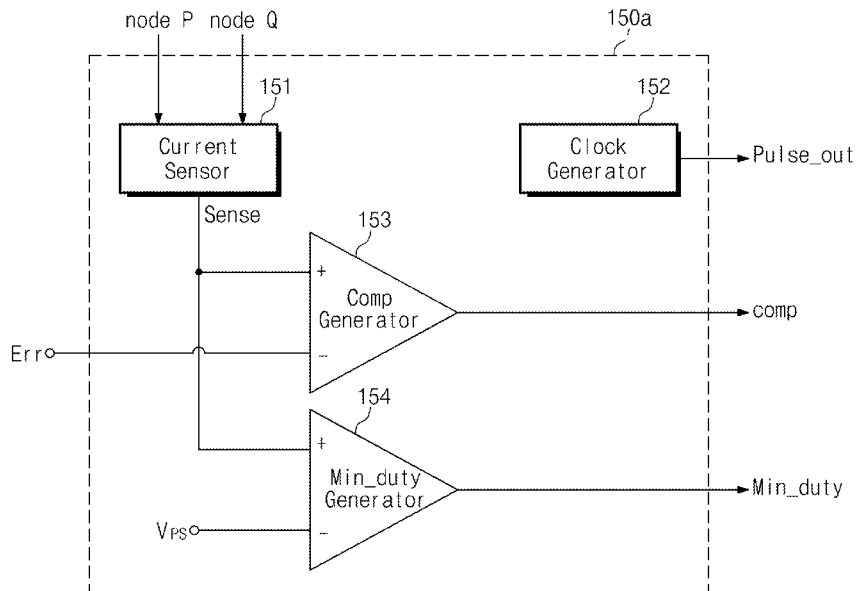 node P node Q
150a
151
152
Current
Sensor
Clock
Generator
Pulse_out
Sense
153
+
Comp
Generator
comp
Err
-
154
+
Min_duty
Generator
Min_duty
VPS
-